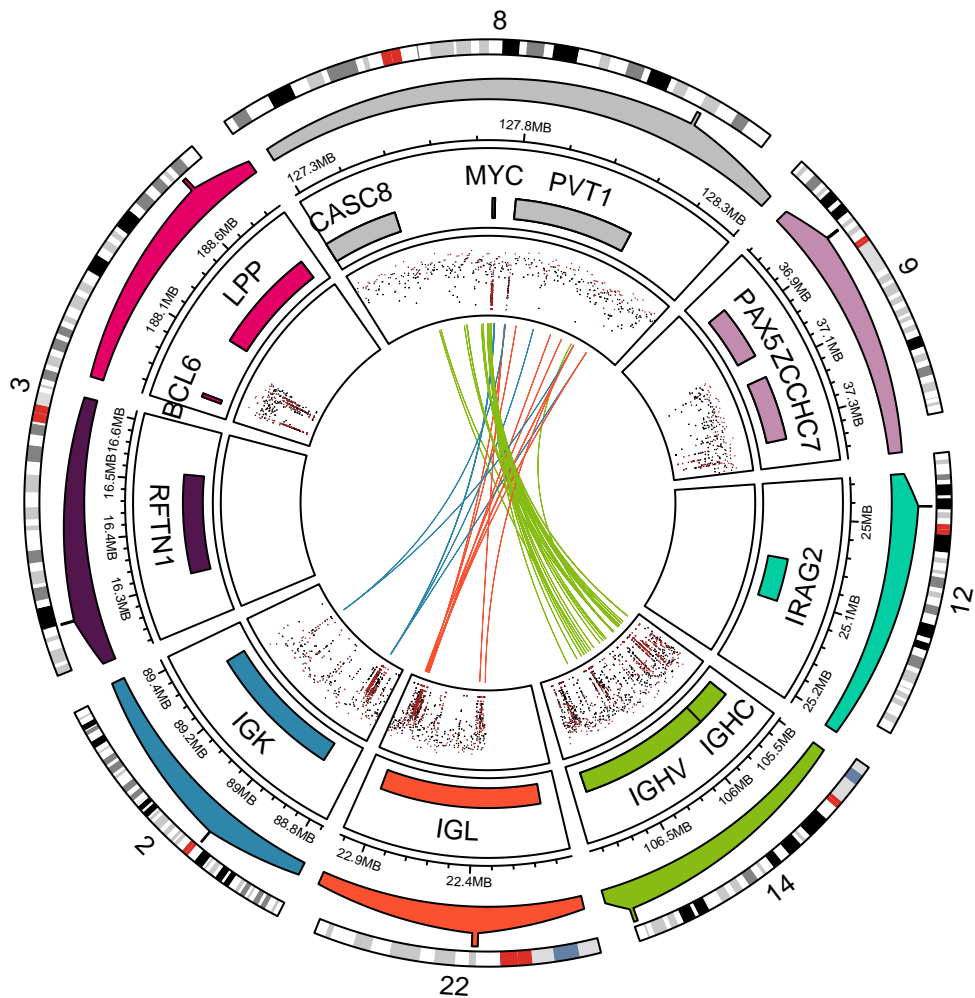 8
127.3MB
127.8MB
128.3MB
CASC8
MYC
PVT1
9
36.9MB
37.1MB
37.3MB
PAX5
ZCCHC7
12
25MB
25.1MB
25.2MB
IRAG2
14
105.5MB
106MB
106.5MB
IGHC
IGHV
22
22.4MB
22.9MB
IGL
2
88.8MB
89MB
89.2MB
89.4MB
IGK
3
16.3MB
16.4MB
16.5MB
16.6MB
RFTN1
188.1MB
188.6MB
BCL6
LPP